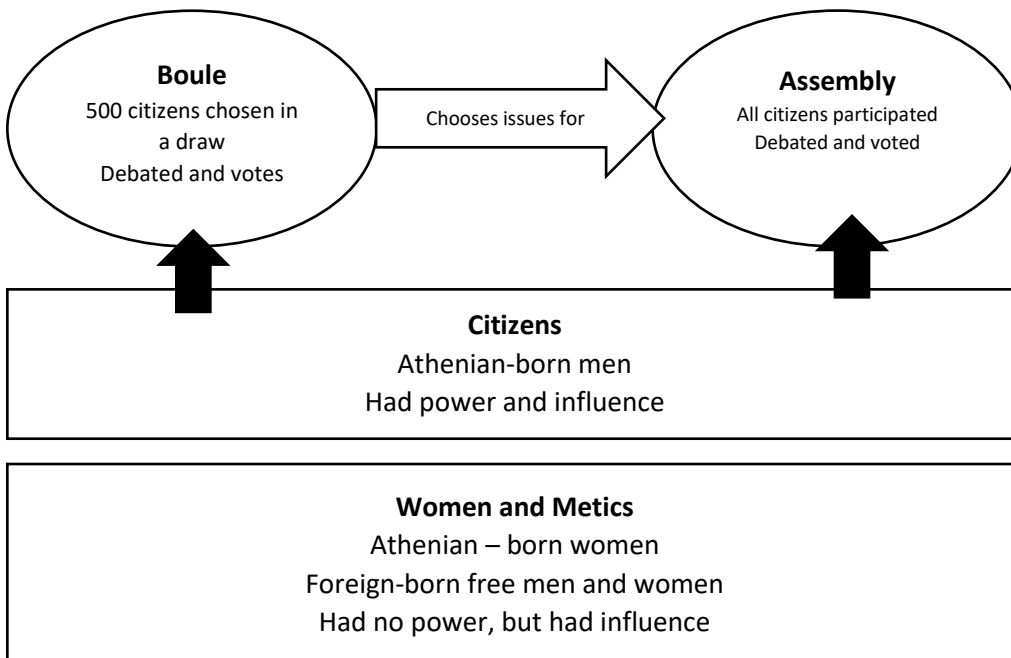 Boule
500 citizens chosen in
a draw
Debated and votes
Chooses issues for
Assembly
All citizens participated
Debated and voted
Citizens
Athenian-born men
Had power and influence
Women and Metics
Athenian – born women
Foreign-born free men and women
Had no power, but had influence